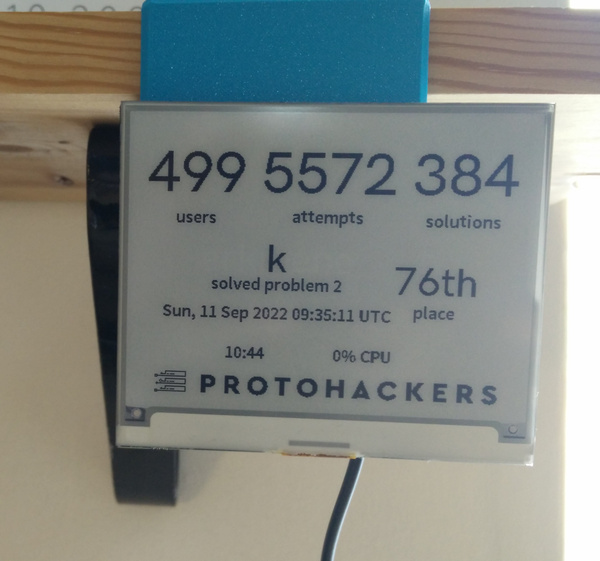 499 5572 384
users attempts solutions
k
solved problem 2
76th
place
Sun, 11 Sep 2022 09:35:11 UTC
10:44 0% CPU
PROTOHACKERS